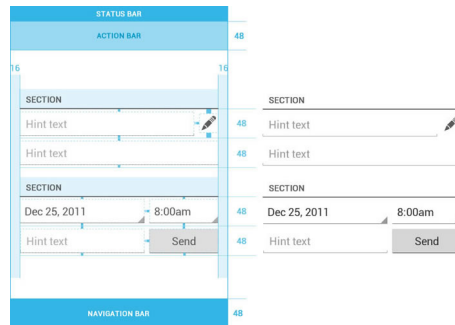 STATUS BAR
ACTION BAR 48
16 16
SECTION
Hint text 48
Hint text 48
SECTION
Dec 25, 2011 8:00am 48
Hint text Send 48
NAVIGATION BAR 48
SECTION
Hint text
Hint text
SECTION
Dec 25, 2011 8:00am
Hint text Send